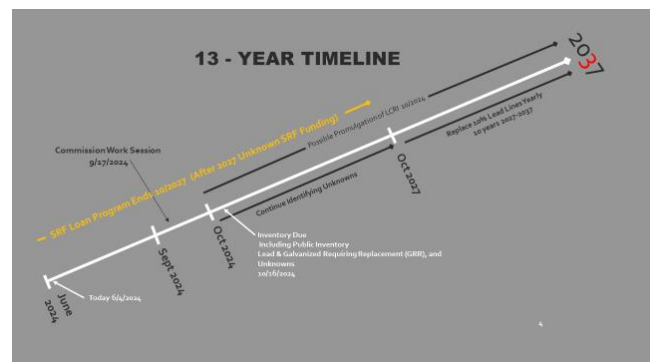 13 - YEAR TIMELINE
2037
SRF Loan Program Ends 10/2027 (After 2027 Unknown SRF Funding)
Possible Promulgation of LCRI 10/2024
Replace 10% Lead Lines Yearly
10 years 2027-2037
Commission Work Session
9/17/2024
Continue Identifying Unknowns
Oct 2027
Oct 2024
Sept 2024
June
2024
Inventory Due
Including Public Inventory
Lead & Galvanized Requiring Replacement (GRR), and
Unknowns
10/16/2024
Today 6/4/2024
4